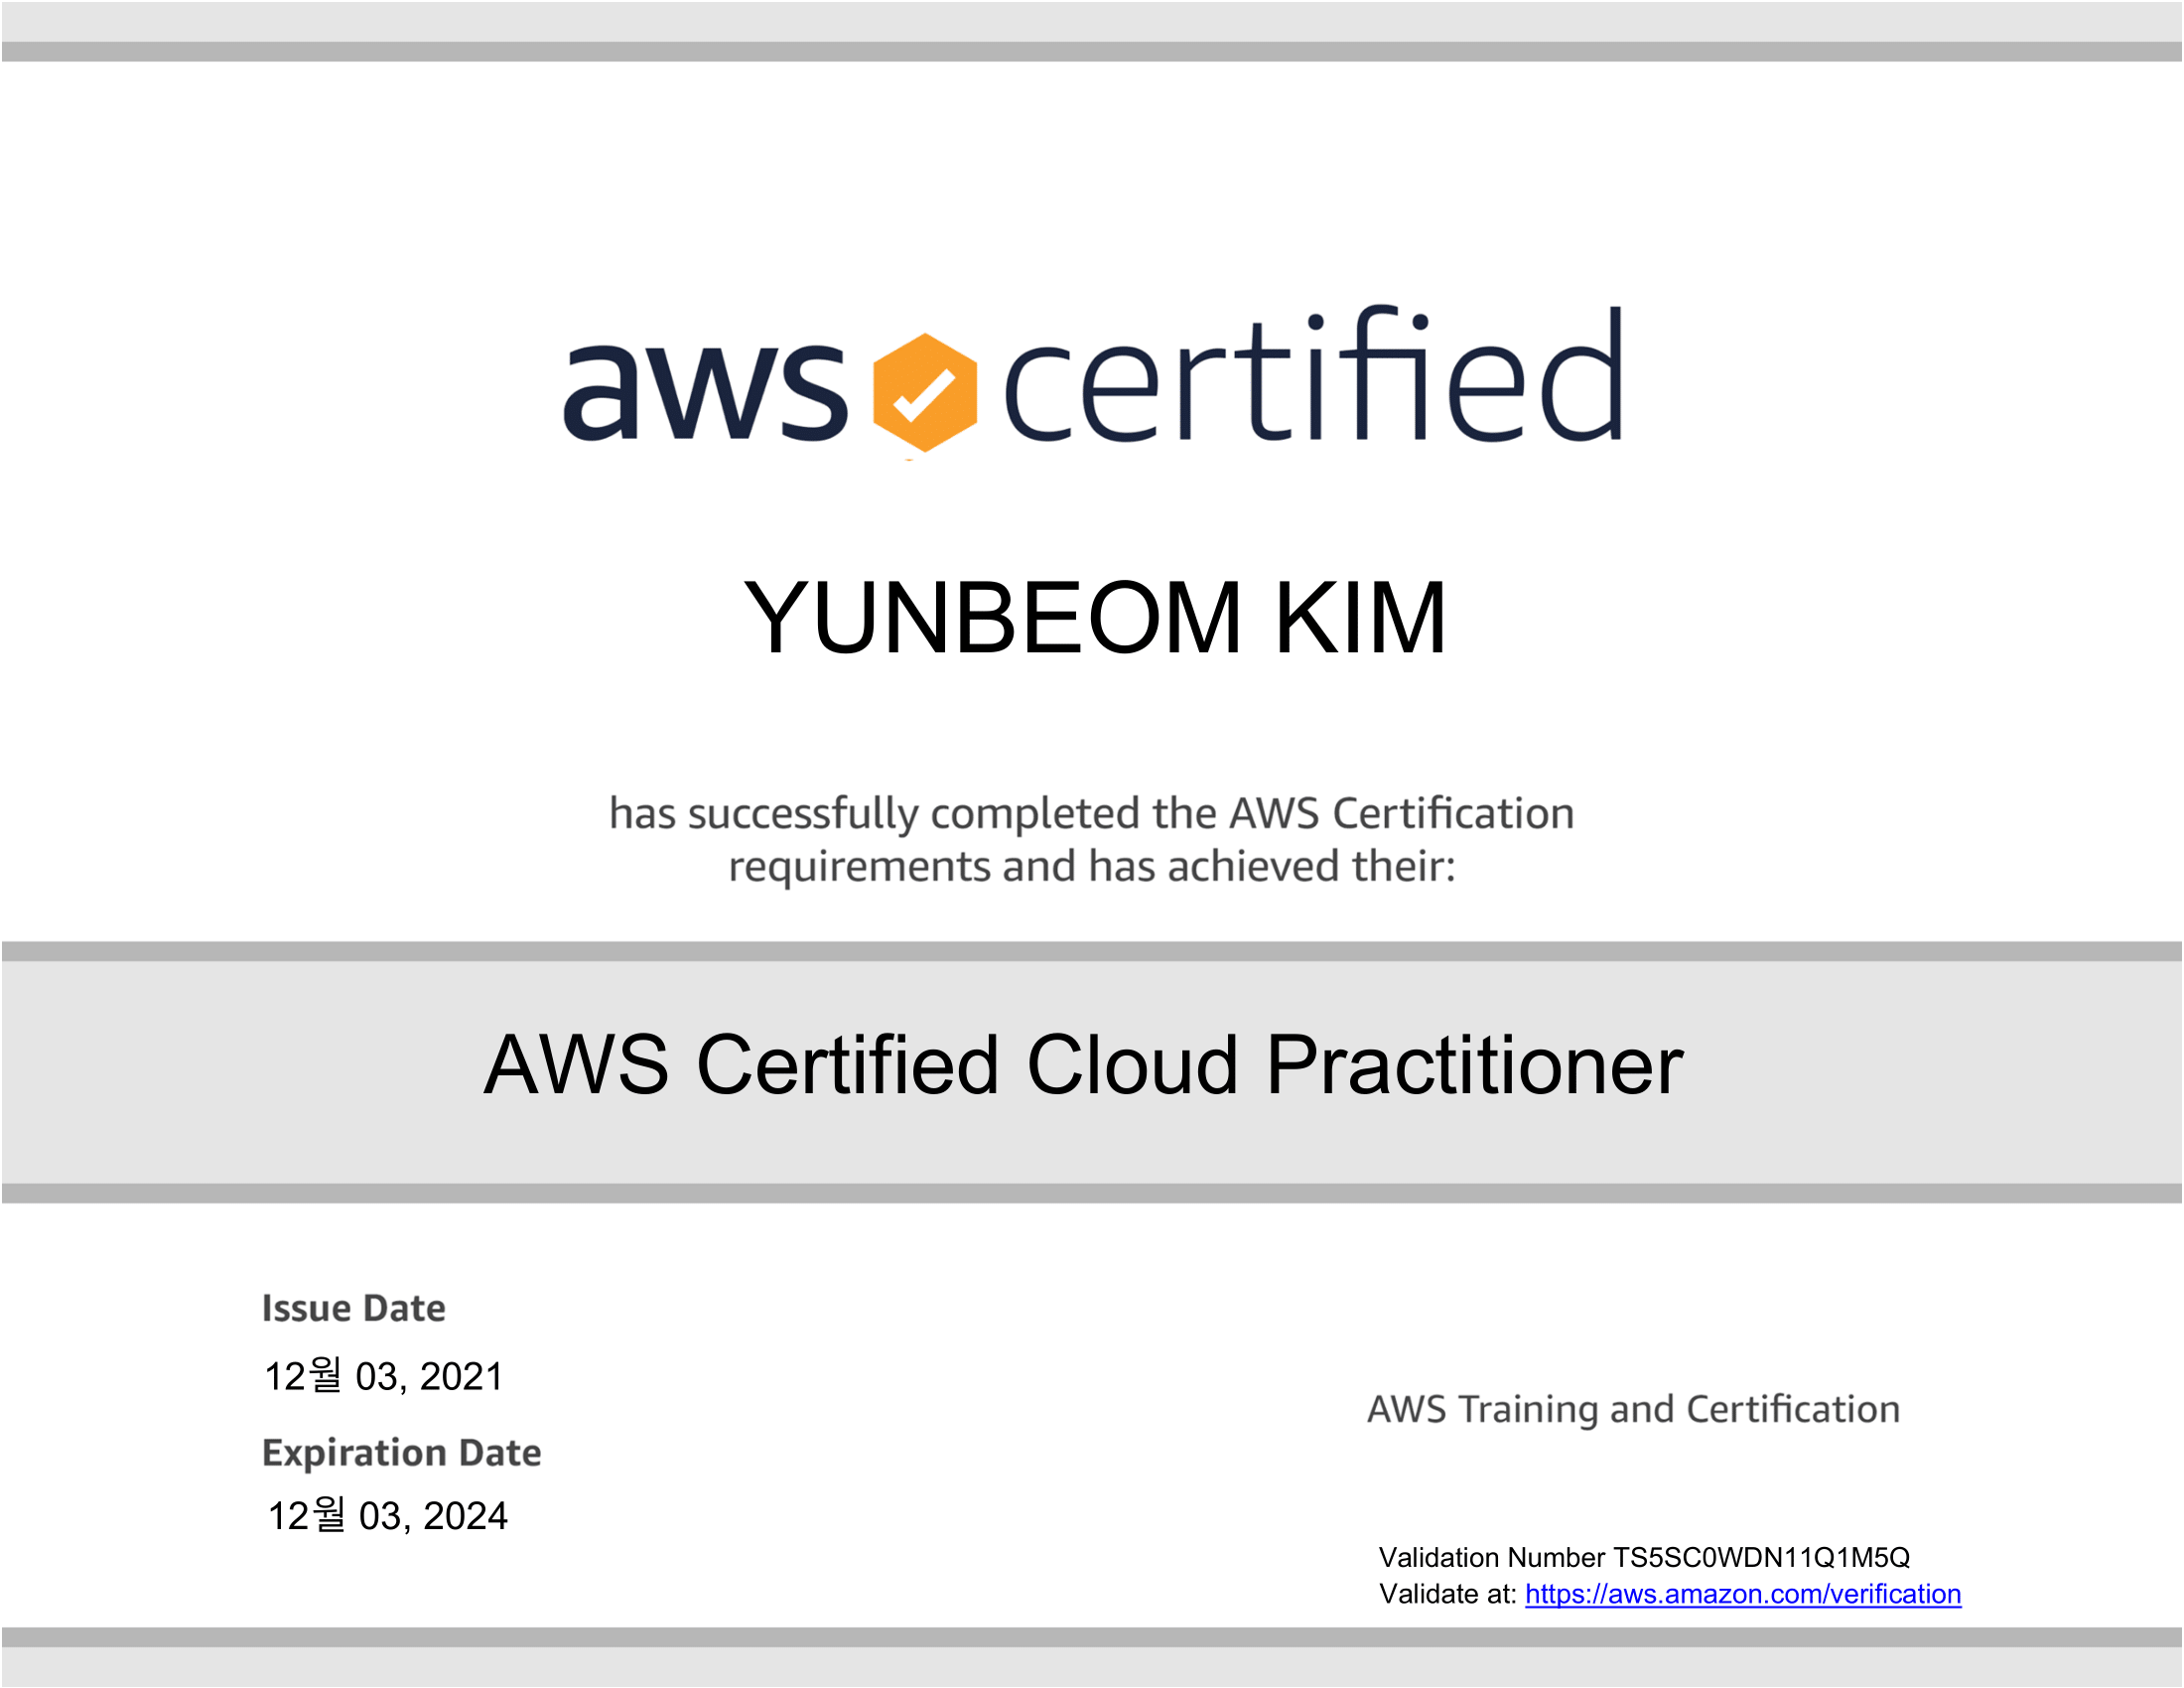 aws certified
YUNBEOM KIM
has successfully completed the AWS Certification
requirements and has achieved their:
AWS Certified Cloud Practitioner
Issue Date
12월 03, 2021
Expiration Date
12월 03, 2024
AWS Training and Certification
Validation Number TS5SC0WDN11Q1M5Q
Validate at: https://aws.amazon.com/verification